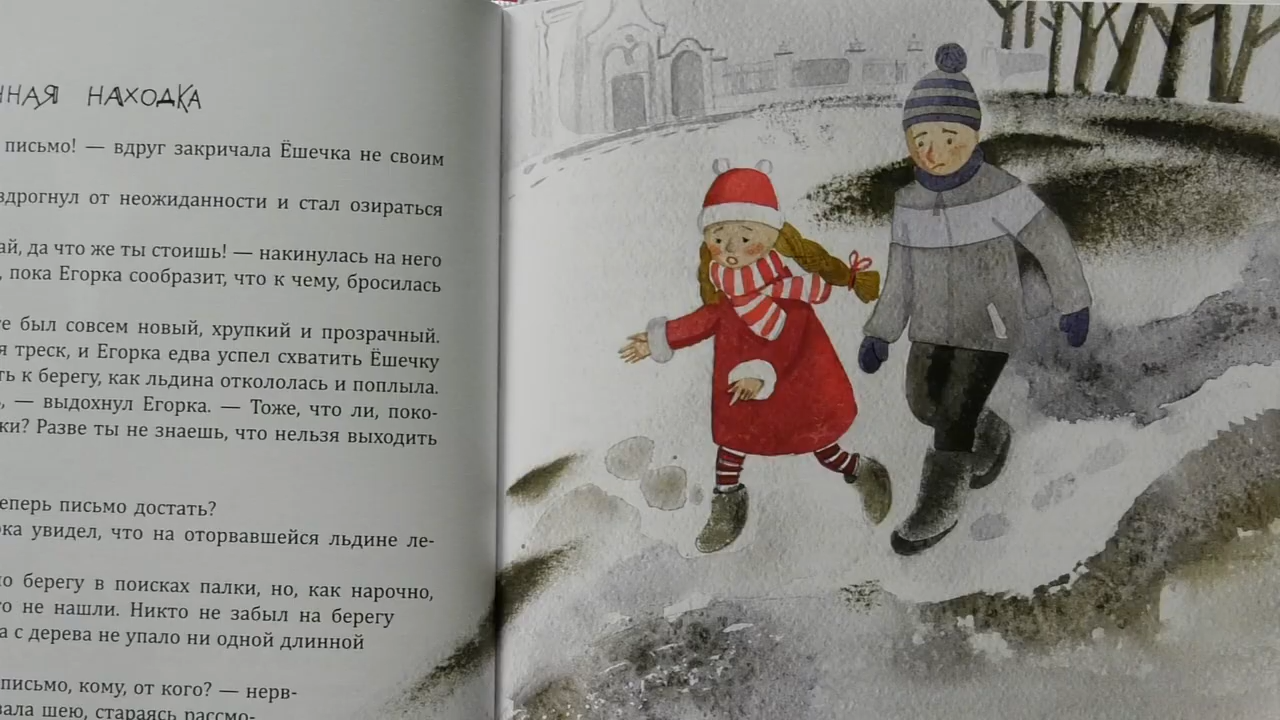 ННАЯ НАХОДКА
письмо! — вдруг закричала Ёшечка не своим
здрогнул от неожиданности и стал озираться
ай, да что же ты стоишь! — накинулась на него
, пока Егорка сообразит, что к чему, бросилась
е был совсем новый, хрупкий и прозрачный.
я треск, и Егорка едва успел схватить Ёшечку
ть к берегу, как льдина откололась и поплыла.
, — выдохнул Егорка. — Тоже, что ли, поко-
ки? Разве ты не знаешь, что нельзя выходить
еперь письмо достать?
рка увидел, что на оторвавшейся льдине ле-
по берегу в поисках палки, но, как нарочно,
го не нашли. Никто не забыл на берегу
а с дерева не упало ни одной длинной
письмо, кому, от кого? — нерв-
вала шею, стараясь рассмо-